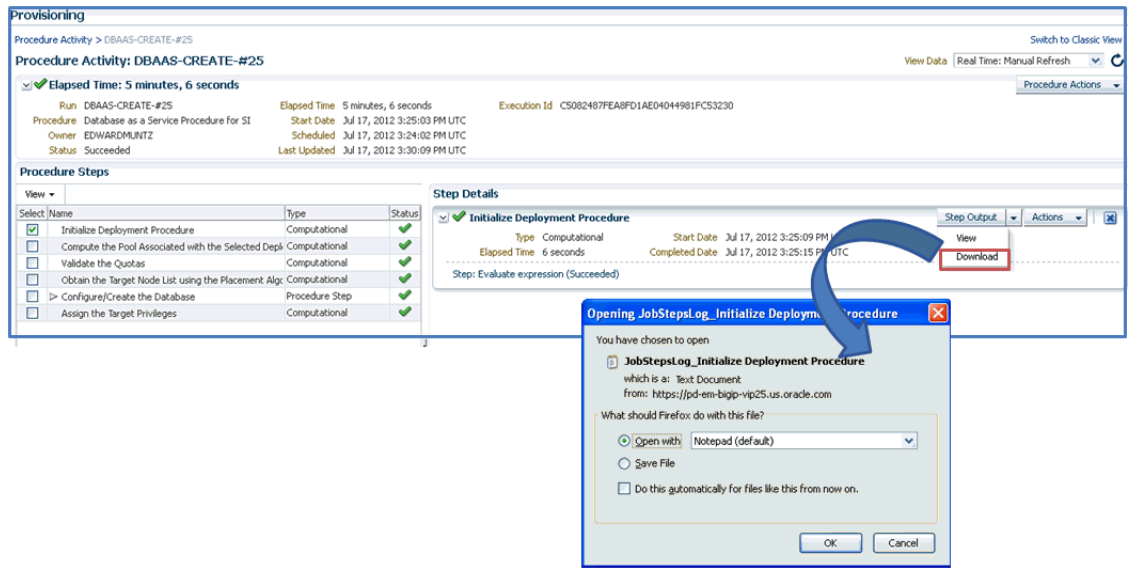 Provisioning
Procedure Activity > DBAAS-CREATE-#25
Switch to Classic View
Procedure Activity: DBAAS-CREATE-#25
View Data Real Time: Manual Refresh
Elapsed Time: 5 minutes, 6 seconds
Procedure Actions
Run DBAAS-CREATE-#25 Elapsed Time 5 minutes, 6 seconds Execution Id C5082487FEA8FD1AE04044981FC53230
Procedure Database as a Service Procedure for SI Start Date Jul 17, 2012 3:25:03 PM UTC
Owner EDWARDMUNTZ Scheduled Jul 17, 2012 3:24:02 PM UTC
Status Succeeded Last Updated Jul 17, 2012 3:30:09 PM UTC
Procedure Steps
View
Select Name Type Status
Initialize Deployment Procedure Computational
Compute the Pool Associated with the Selected Depl Computational
Validate the Quotas Computational
Obtain the Target Node List using the Placement Algo Computational
Configure/Create the Database Procedure Step
Assign the Target Privileges Computational
Step Details
Initialize Deployment Procedure
Step Output Actions
Type Computational Start Date Jul 17, 2012 3:25:09 PM
Elapsed Time 6 seconds Completed Date Jul 17, 2012 3:25:15 UTC
Step: Evaluate expression (Succeeded)
View
Download
Opening JobStepsLog_Initialize Deployment Procedure
You have chosen to open
JobStepsLog_Initialize Deployment Procedure
which is a: Text Document
from: https://pd-em-bigip-vip25.us.oracle.com
What should Firefox do with this file?
Open with Notepad (default)
Save File
Do this automatically for files like this from now on.
OK Cancel